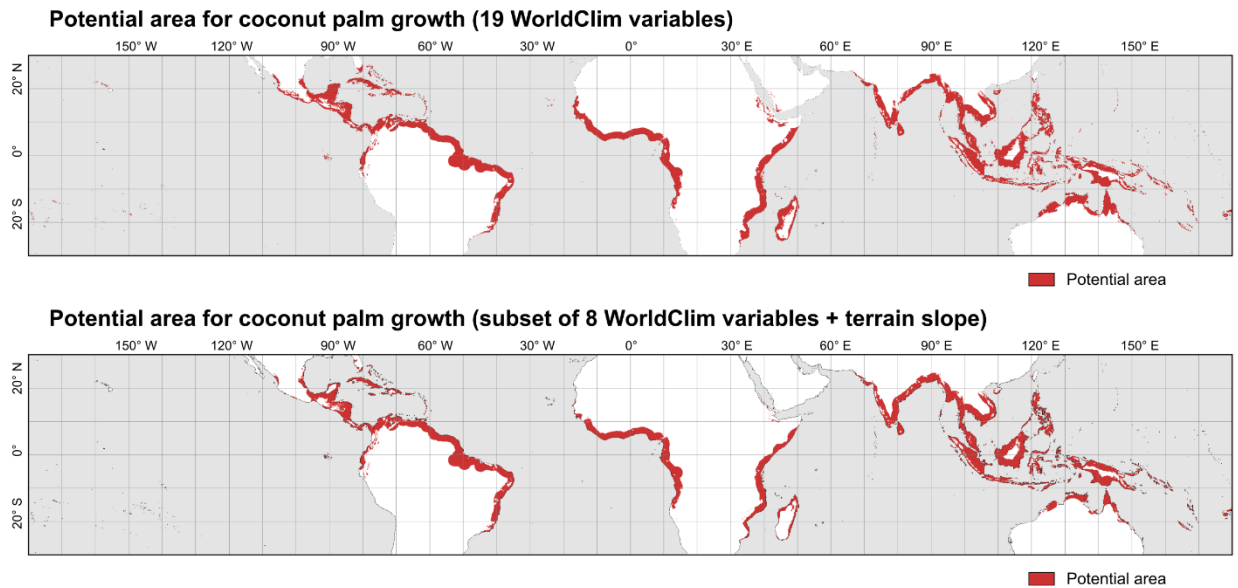 Potential area for coconut palm growth (19 WorldClim variables)
150° W 120° W 90° W 60° W 30° W 0° 30° E 60° E 90° E 120° E 150° E
20° N
0°
20° S
Potential area
Potential area for coconut palm growth (subset of 8 WorldClim variables + terrain slope)
150° W 120° W 90° W 60° W 30° W 0° 30° E 60° E 90° E 120° E 150° E
20° N
0°
20° S
Potential area